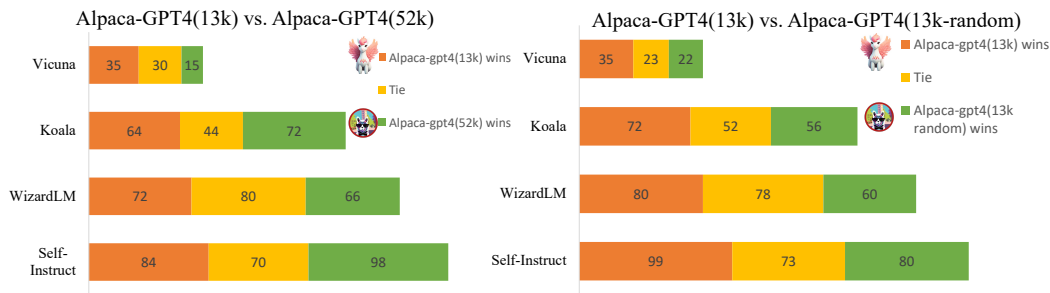 Alpaca-GPT4(13k) vs. Alpaca-GPT4(52k)
Vicuna
35 30 15
Koala
64 44 72
WizardLM
72 80 66
Self-
Instruct
84 70 98
Alpaca-gpt4(13k) wins
Tie
Alpaca-gpt4(52k) wins
Alpaca-GPT4(13k) vs. Alpaca-GPT4(13k-random)
Vicuna
35 23 22
Koala
72 52 56
WizardLM
80 78 60
Self-Instruct
99 73 80
Alpaca-gpt4(13k) wins
Tie
Alpaca-gpt4(13k
random) wins